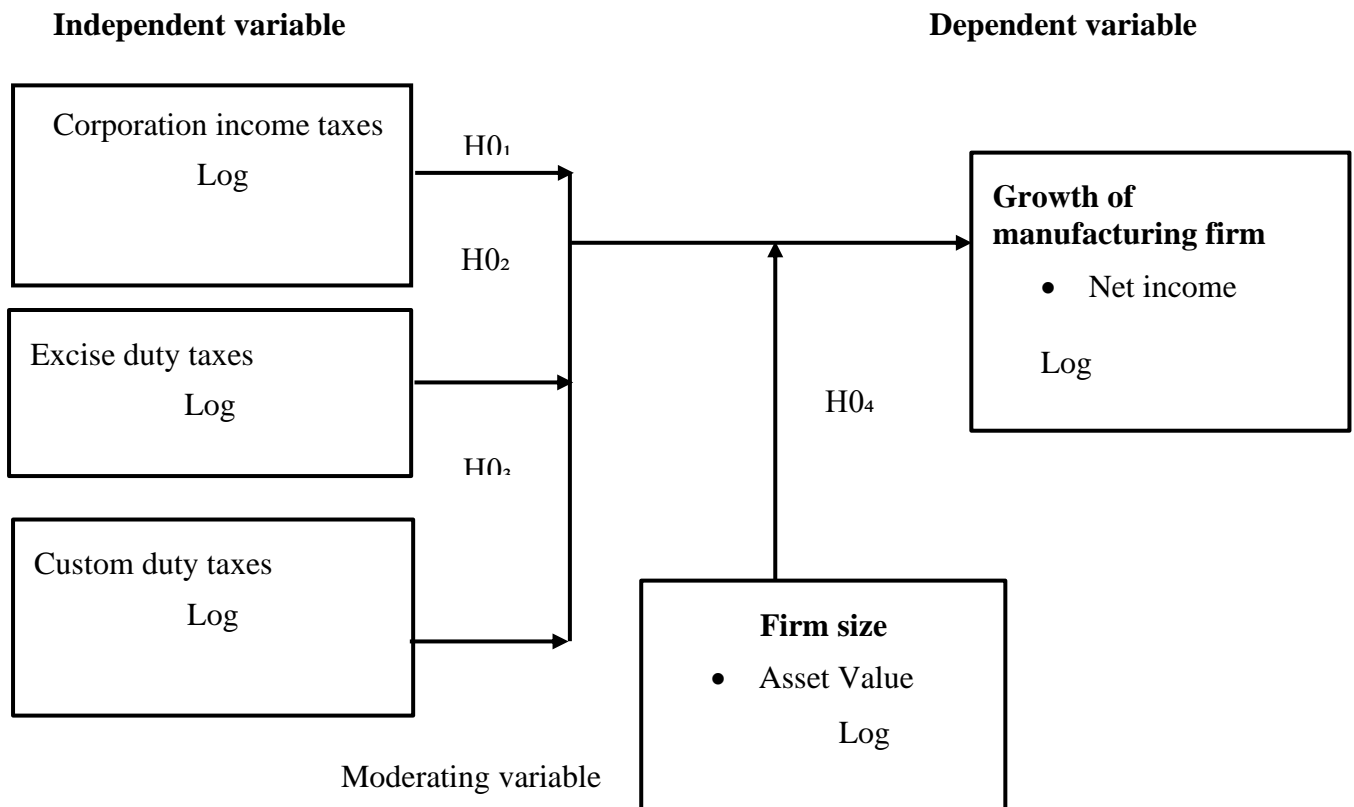 Independent variable
Dependent variable
Corporation income taxes
Log
H0₁
H0₂
Excise duty taxes
Log
H0₃
Custom duty taxes
Log
Growth of
manufacturing firm
• Net income
Log
H0₄
Firm size
• Asset Value
Log
Moderating variable